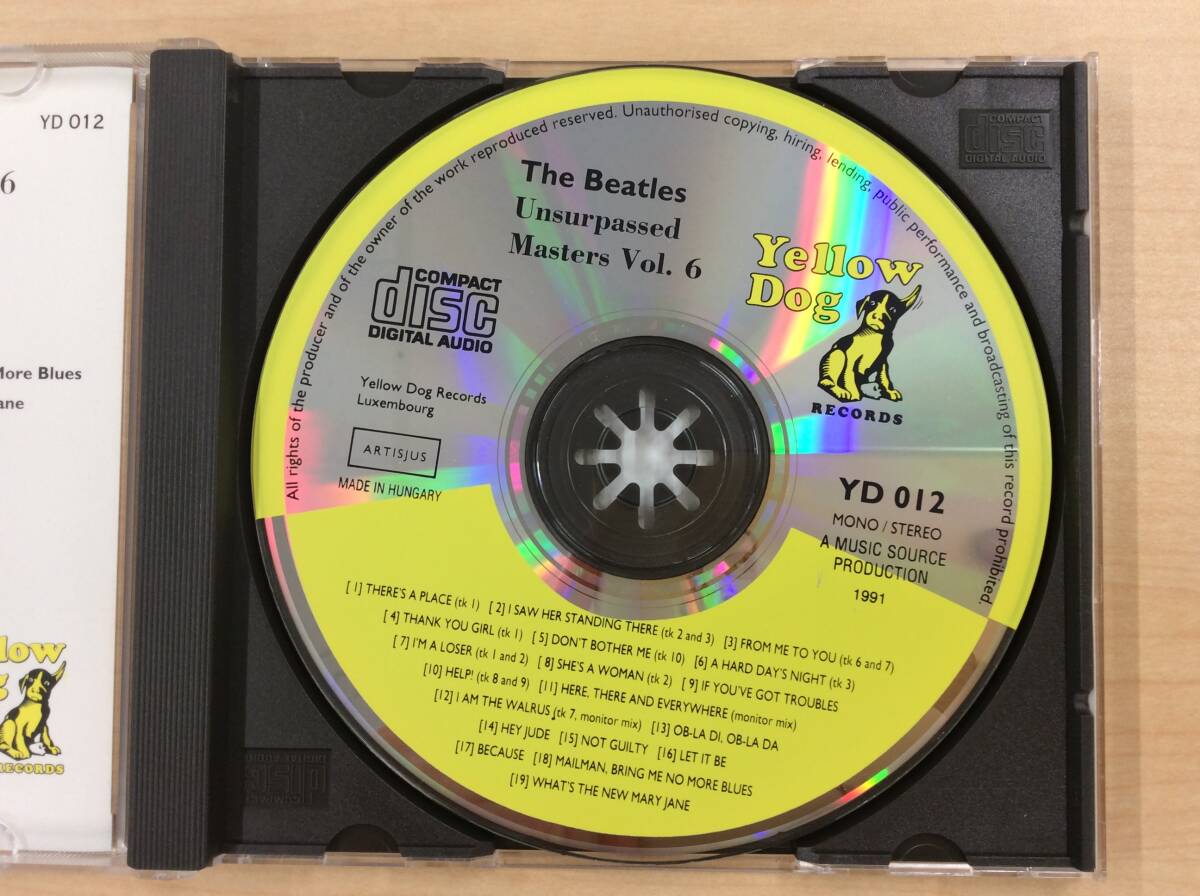 YD 012
6
More Blues
ane
low
g
RECORDS
All rights of the producer and of the owner of the work reproduced reserved. Unauthorised copying, hiring, lending, public performance and broadcasting of this record prohibited.
The Beatles
Unsurpassed
Masters Vol. 6
COMPACT
disc
DIGITAL AUDIO
Yellow
Dog
RECORDS
Yellow Dog Records
Luxembourg
ARTISJUS
MADE IN HUNGARY
YD 012
MONO / STEREO
A MUSIC SOURCE
PRODUCTION
1991
[1] THERE'S A PLACE (tk 1) [2] I SAW HER STANDING THERE (tk 2 and 3) [3] FROM ME TO YOU (tk 6 and 7)
[4] THANK YOU GIRL (tk 1) [5] DON'T BOTHER ME (tk 10) [6] A HARD DAY'S NIGHT (tk 3)
[7] I'M A LOSER (tk 1 and 2) [8] SHE'S A WOMAN (tk 2) [9] IF YOU'VE GOT TROUBLES
[10] HELP! (tk 8 and 9) [11] HERE, THERE AND EVERYWHERE (monitor mix)
[12] I AM THE WALRUS (tk 7, monitor mix) [13] OB-LA DI, OB-LA DA
[14] HEY JUDE [15] NOT GUILTY [16] LET IT BE
[17] BECAUSE [18] MAILMAN, BRING ME NO MORE BLUES
[19] WHAT'S THE NEW MARY JANE
COMPACT
disc
DIGITAL AUDIO
COMPACT
disc
DIGITAL AUDIO